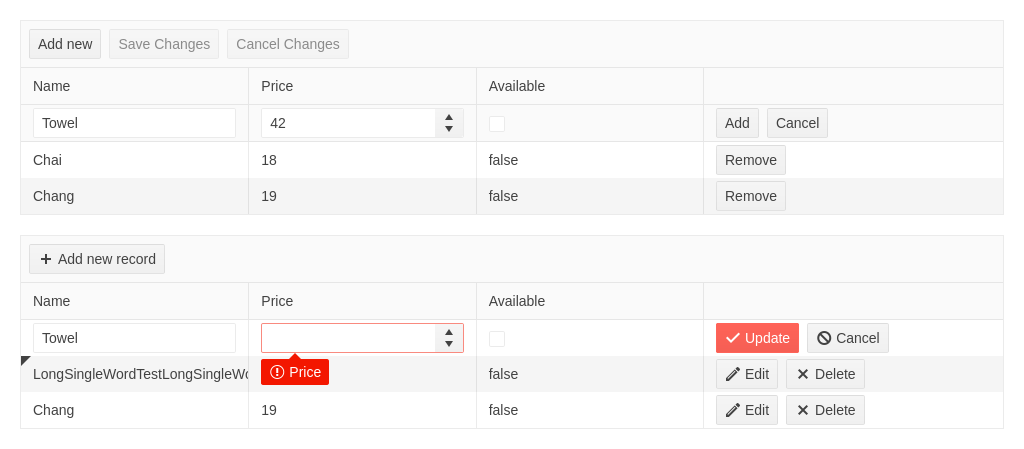 Add new Save Changes Cancel Changes
Name Price Available
Towel 42 Add Cancel
Chai 18 false Remove
Chang 19 false Remove
Add new record
Name Price Available
Towel Update Cancel
LongSingleWordTestLongSingleWo Price false Edit Delete
Chang 19 false Edit Delete